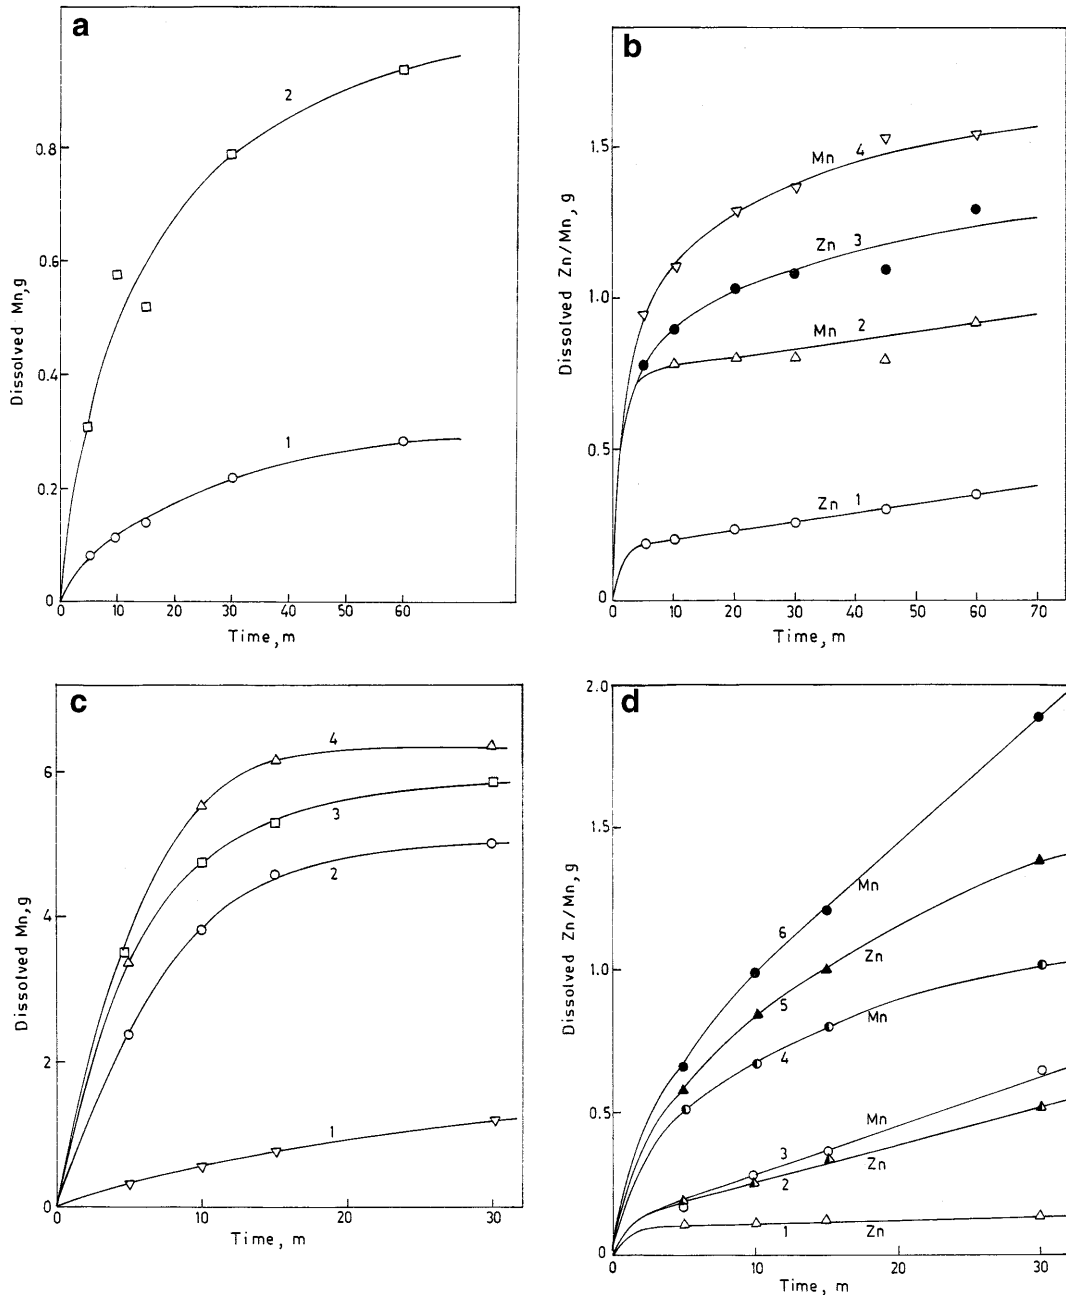 a
2
1
0.8
0.6
0.4
0.2
0
0 10 20 30 40 50 60
Dissolved Mn,g
Time, m
b
Mn 4
Zn 3
Mn 2
Zn 1
1.5
1.0
0.5
0
0 10 20 30 40 50 60 70
Dissolved Zn/Mn, g
Time, m
c
4
3
2
1
6
4
2
0
0 10 20 30
Dissolved Mn,g
Time, m
d
Mn
6
Zn
5
Mn
4
Mn
3
Zn
2
1
Zn
2.0
1.5
1.0
0.5
0
0 10 20 30
Dissolved Zn/Mn, g
Time, m